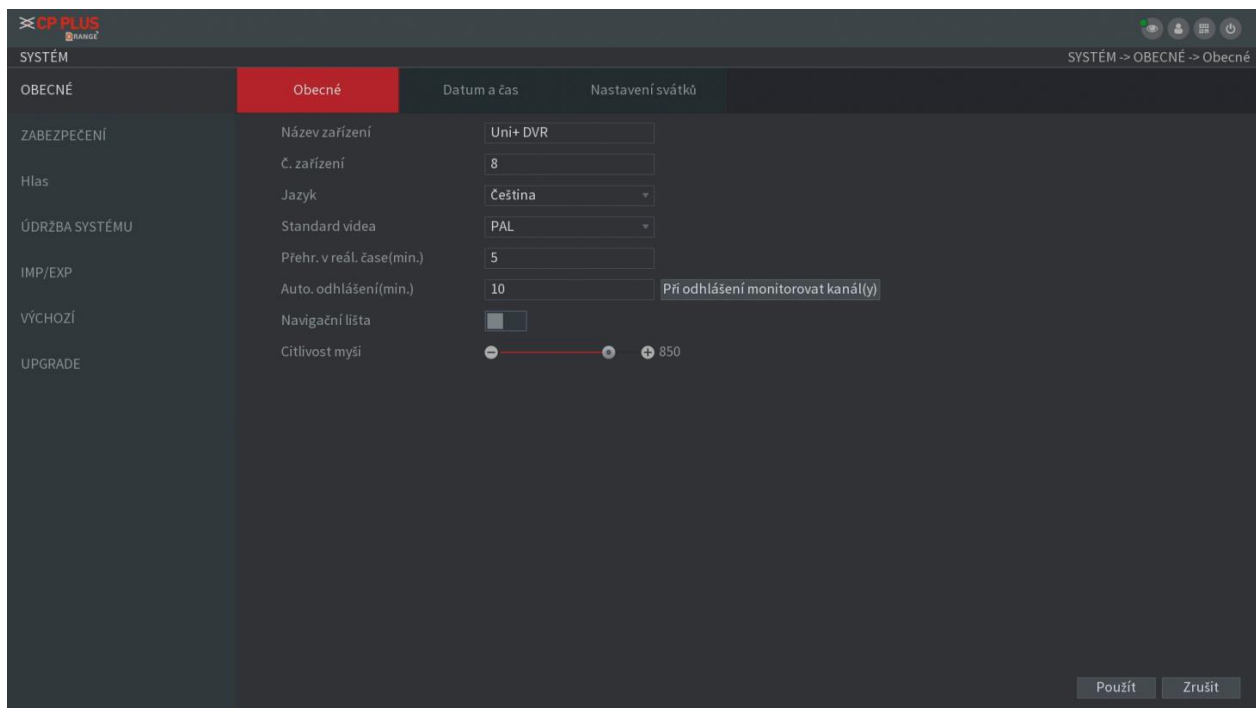 CP PLUS
ORANGE
SYSTÉM
SYSTÉM -> OBECNÉ -> Obecné
OBECNÉ
Obecné
Datum a čas
Nastavení svátků
ZABEZPEČENÍ
Hlas
ÚDRŽBA SYSTÉMU
IMP/EXP
VÝCHOZÍ
UPGRADE
Název zařízení Uni+ DVR
Č. zařízení 8
Jazyk Čeština
Standard videa PAL
Přehr. v reál. čase(min.) 5
Auto. odhlášení(min.) 10 Při odhlášení monitorovat kanál(y)
Navigační lišta
Citlivost myši 850
Použít Zrušit